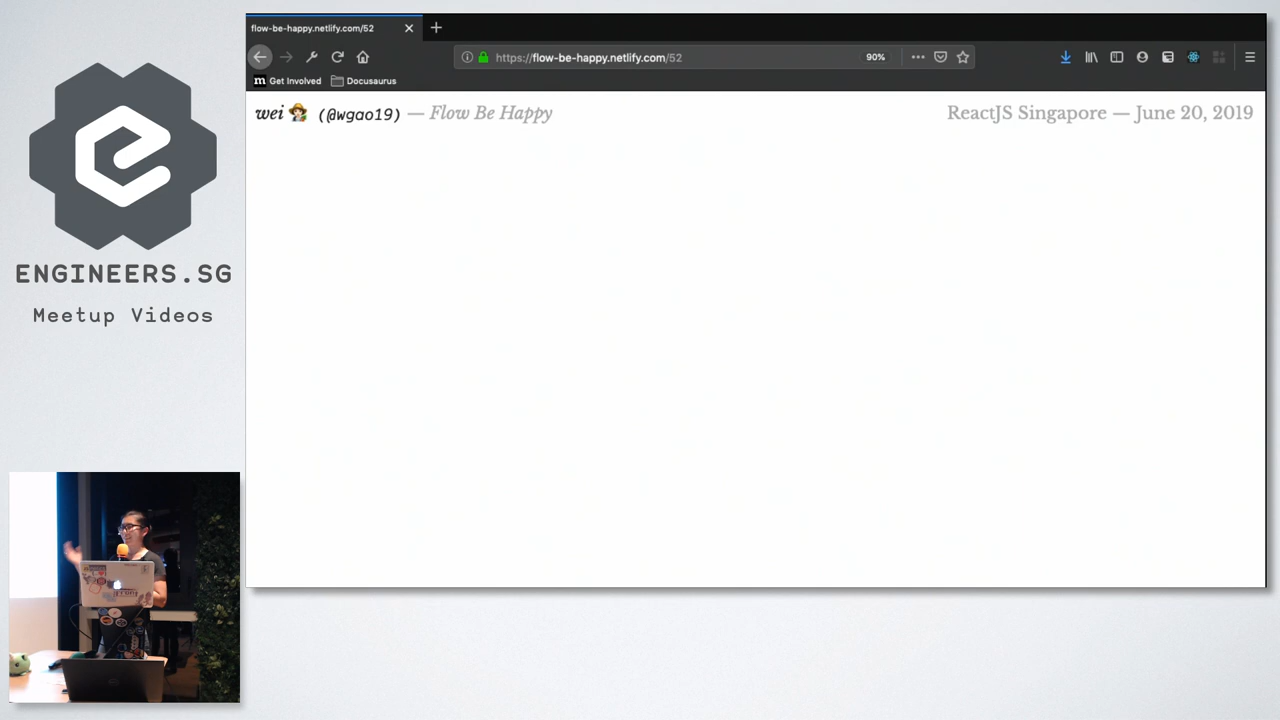 flow-be-happy.netlify.com/52
https://flow-be-happy.netlify.com/52
90%
m Get Involved
Docusaurus
wei (@wgao19) — Flow Be Happy
ReactJS Singapore — June 20, 2019
ENGINEERS.SG
Meetup Videos